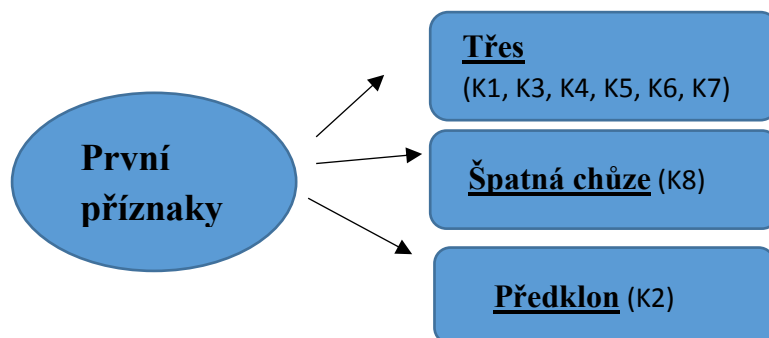 První
příznaky
Třes
(K1, K3, K4, K5, K6, K7)
Špatná chůze (K8)
Předklon (K2)